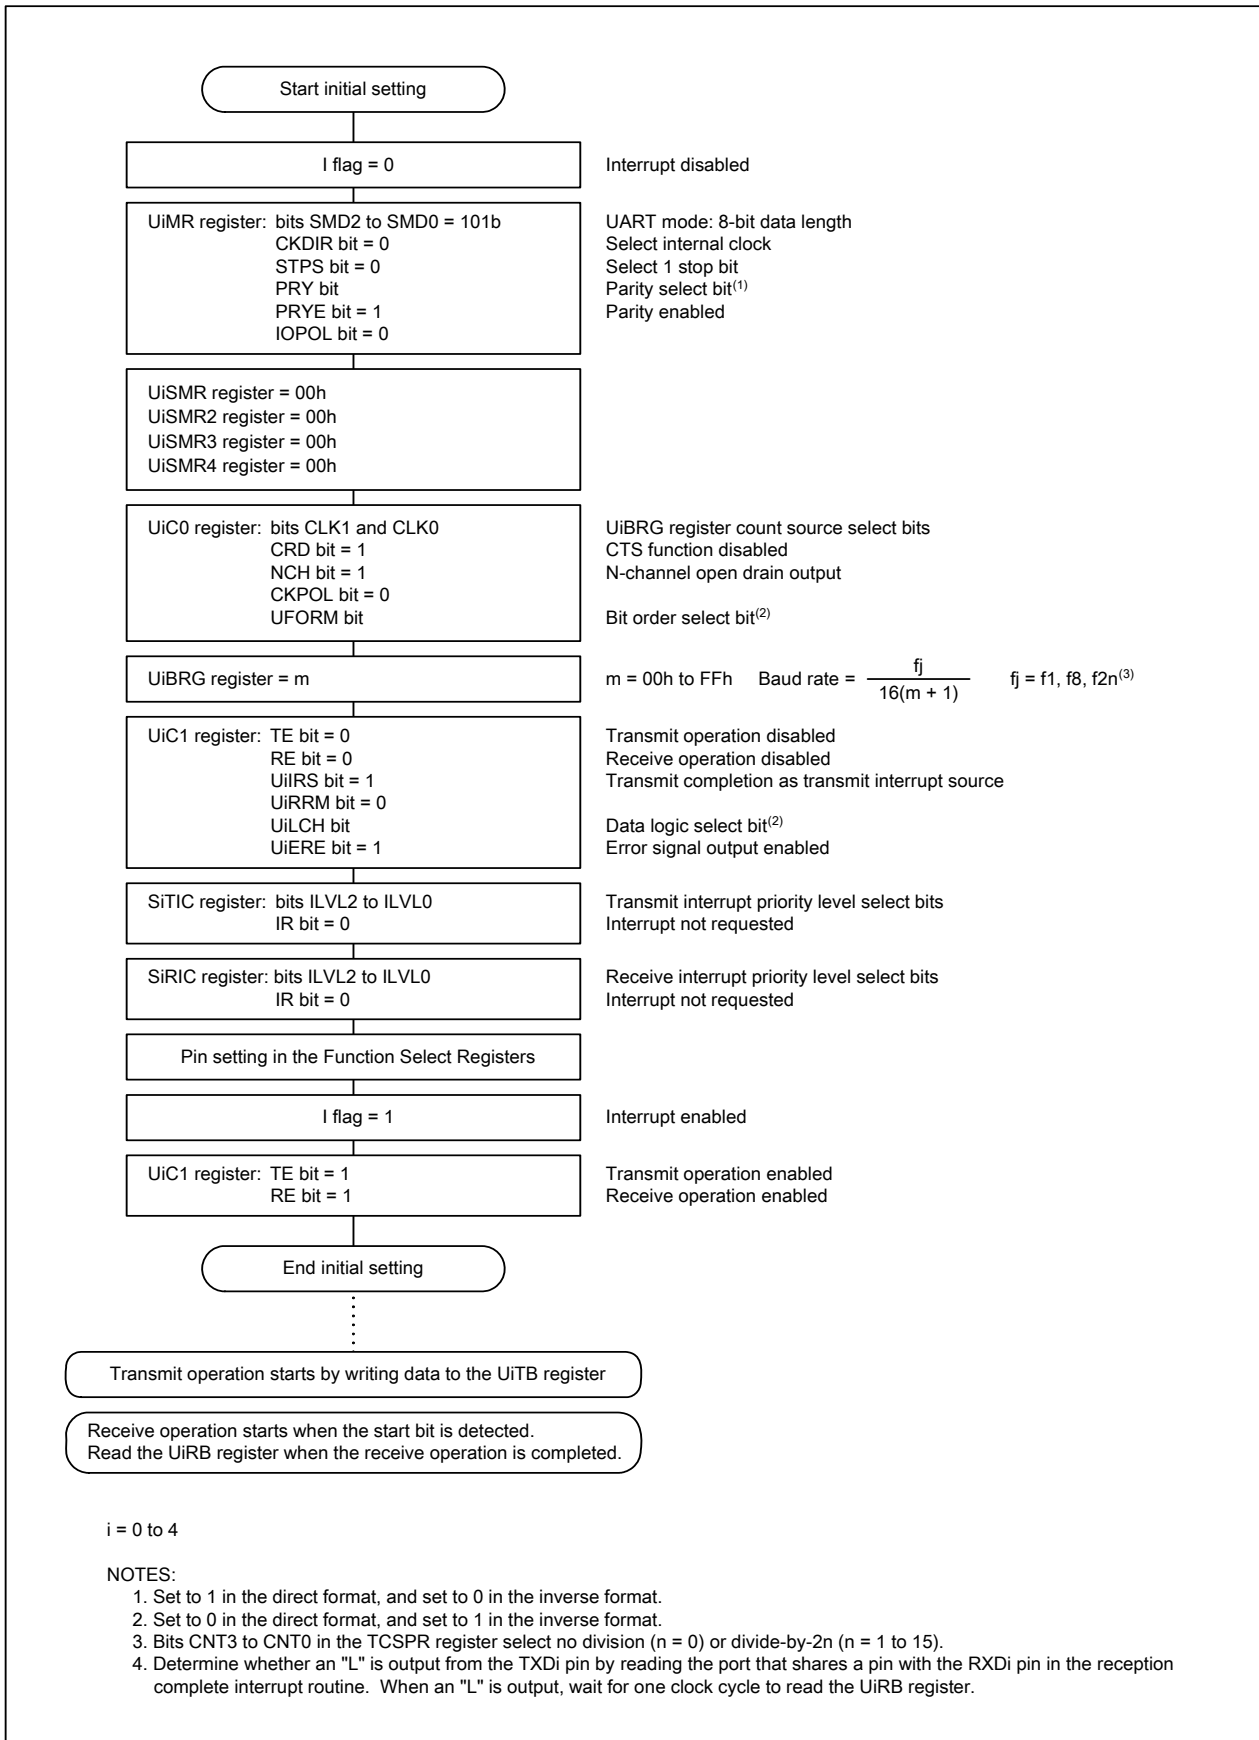 Start initial setting
I flag = 0 Interrupt disabled
UiMR register: bits SMD2 to SMD0 = 101b UART mode: 8-bit data length
CKDIR bit = 0 Select internal clock
STPS bit = 0 Select 1 stop bit
PRY bit Parity select bit(1)
PRYE bit = 1 Parity enabled
IOPOL bit = 0
UiSMR register = 00h
UiSMR2 register = 00h
UiSMR3 register = 00h
UiSMR4 register = 00h
UiC0 register: bits CLK1 and CLK0 UiBRG register count source select bits
CRD bit = 1 CTS function disabled
NCH bit = 1 N-channel open drain output
CKPOL bit = 0
UFORM bit Bit order select bit(2)
UiBRG register = m m = 00h to FFh Baud rate = fj / 16(m + 1) fj = f1, f8, f2n(3)
UiC1 register: TE bit = 0 Transmit operation disabled
RE bit = 0 Receive operation disabled
UiIRS bit = 1 Transmit completion as transmit interrupt source
UiRRM bit = 0
UiLCH bit Data logic select bit(2)
UiERE bit = 1 Error signal output enabled
SiTIC register: bits ILVL2 to ILVL0 Transmit interrupt priority level select bits
IR bit = 0 Interrupt not requested
SiRIC register: bits ILVL2 to ILVL0 Receive interrupt priority level select bits
IR bit = 0 Interrupt not requested
Pin setting in the Function Select Registers
I flag = 1 Interrupt enabled
UiC1 register: TE bit = 1 Transmit operation enabled
RE bit = 1 Receive operation enabled
End initial setting
Transmit operation starts by writing data to the UiTB register
Receive operation starts when the start bit is detected.
Read the UiRB register when the receive operation is completed.
i = 0 to 4
NOTES:
1. Set to 1 in the direct format, and set to 0 in the inverse format.
2. Set to 0 in the direct format, and set to 1 in the inverse format.
3. Bits CNT3 to CNT0 in the TCSPR register select no division (n = 0) or divide-by-2n (n = 1 to 15).
4. Determine whether an "L" is output from the TXDi pin by reading the port that shares a pin with the RXDi pin in the reception
complete interrupt routine. When an "L" is output, wait for one clock cycle to read the UiRB register.